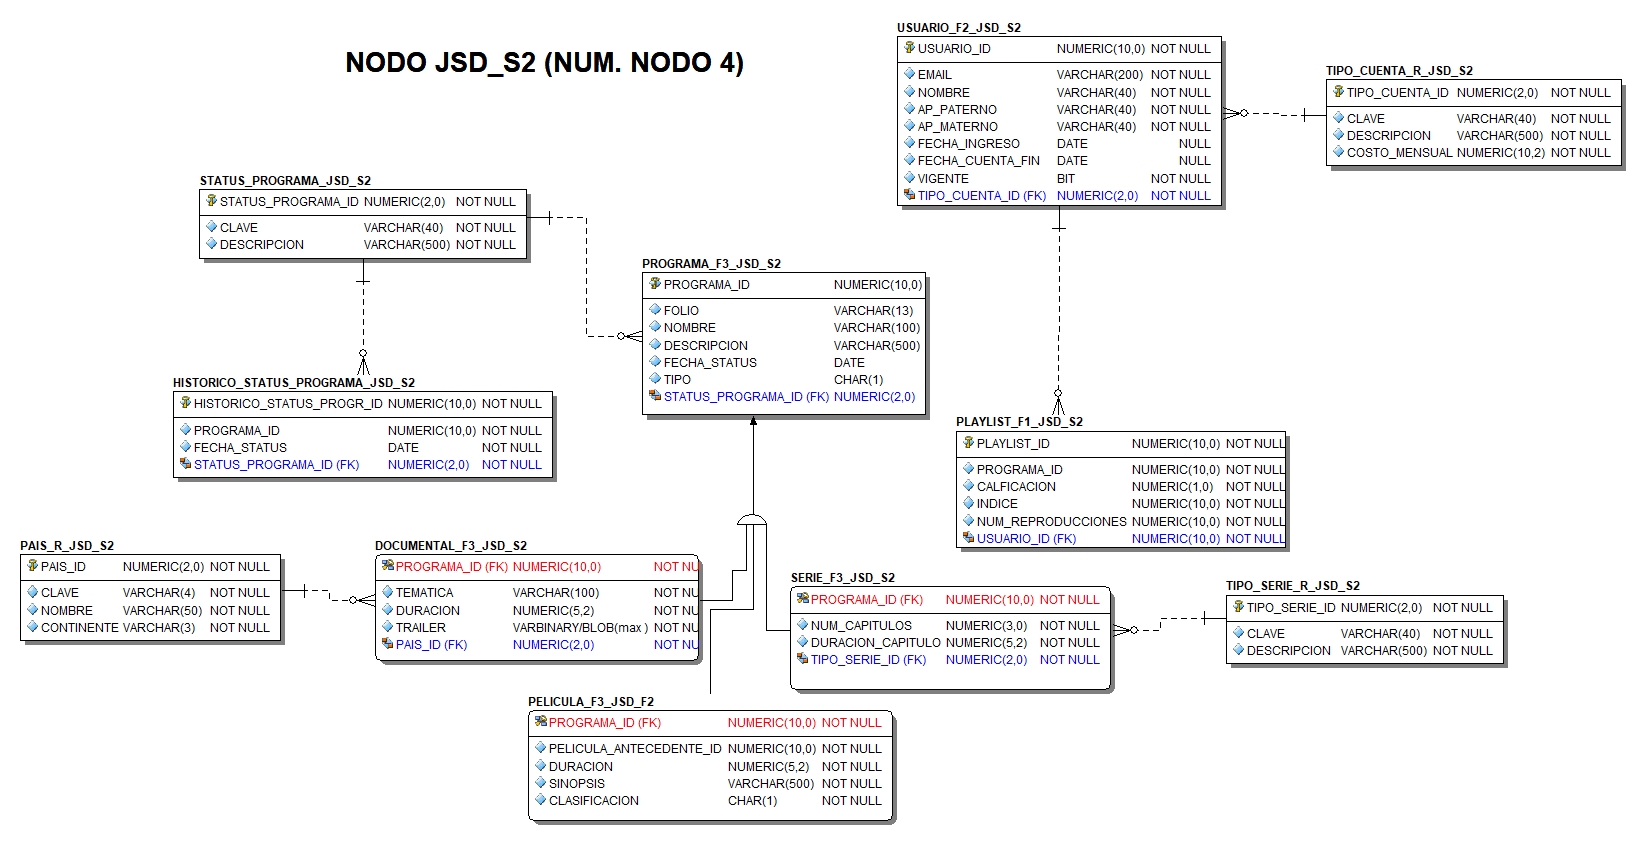 NODO JSD_S2 (NUM. NODO 4)
USUARIO_F2_JSD_S2
USUARIO_ID NUMERIC(10,0) NOT NULL
EMAIL VARCHAR(200) NOT NULL
NOMBRE VARCHAR(40) NOT NULL
AP_PATERNO VARCHAR(40) NOT NULL
AP_MATERNO VARCHAR(40) NOT NULL
FECHA_INGRESO DATE NULL
FECHA_CUENTA_FIN DATE NULL
VIGENTE BIT NOT NULL
TIPO_CUENTA_ID (FK) NUMERIC(2,0) NOT NULL
TIPO_CUENTA_R_JSD_S2
TIPO_CUENTA_ID NUMERIC(2,0) NOT NULL
CLAVE VARCHAR(40) NOT NULL
DESCRIPCION VARCHAR(500) NOT NULL
COSTO_MENSUAL NUMERIC(10,2) NOT NULL
STATUS_PROGRAMA_JSD_S2
STATUS_PROGRAMA_ID NUMERIC(2,0) NOT NULL
CLAVE VARCHAR(40) NOT NULL
DESCRIPCION VARCHAR(500) NOT NULL
PROGRAMA_F3_JSD_S2
PROGRAMA_ID NUMERIC(10,0)
FOLIO VARCHAR(13)
NOMBRE VARCHAR(100)
DESCRIPCION VARCHAR(500)
FECHA_STATUS DATE
TIPO CHAR(1)
STATUS_PROGRAMA_ID (FK) NUMERIC(2,0)
HISTORICO_STATUS_PROGRAMA_JSD_S2
HISTORICO_STATUS_PROGR_ID NUMERIC(10,0) NOT NULL
PROGRAMA_ID NUMERIC(10,0) NOT NULL
FECHA_STATUS DATE NOT NULL
STATUS_PROGRAMA_ID (FK) NUMERIC(2,0) NOT NULL
PLAYLIST_F1_JSD_S2
PLAYLIST_ID NUMERIC(10,0) NOT NULL
PROGRAMA_ID NUMERIC(10,0) NOT NULL
CALFICACION NUMERIC(1,0) NOT NULL
INDICE NUMERIC(10,0) NOT NULL
NUM_REPRODUCCIONES NUMERIC(10,0) NOT NULL
USUARIO_ID (FK) NUMERIC(10,0) NOT NULL
PAIS_R_JSD_S2
PAIS_ID NUMERIC(2,0) NOT NULL
CLAVE VARCHAR(4) NOT NULL
NOMBRE VARCHAR(50) NOT NULL
CONTINENTE VARCHAR(3) NOT NULL
DOCUMENTAL_F3_JSD_S2
PROGRAMA_ID (FK) NUMERIC(10,0) NOT NU
TEMATICA VARCHAR(100) NOT NU
DURACION NUMERIC(5,2) NOT NU
TRAILER VARBINARY/BLOB(max ) NOT NU
PAIS_ID (FK) NUMERIC(2,0) NOT NU
SERIE_F3_JSD_S2
PROGRAMA_ID (FK) NUMERIC(10,0) NOT NULL
NUM_CAPITULOS NUMERIC(3,0) NOT NULL
DURACION_CAPITULO NUMERIC(5,2) NOT NULL
TIPO_SERIE_ID (FK) NUMERIC(2,0) NOT NULL
TIPO_SERIE_R_JSD_S2
TIPO_SERIE_ID NUMERIC(2,0) NOT NULL
CLAVE VARCHAR(40) NOT NULL
DESCRIPCION VARCHAR(500) NOT NULL
PELICULA_F3_JSD_F2
PROGRAMA_ID (FK) NUMERIC(10,0) NOT NULL
PELICULA_ANTECEDENTE_ID NUMERIC(10,0) NOT NULL
DURACION NUMERIC(5,2) NOT NULL
SINOPSIS VARCHAR(500) NOT NULL
CLASIFICACION CHAR(1) NOT NULL